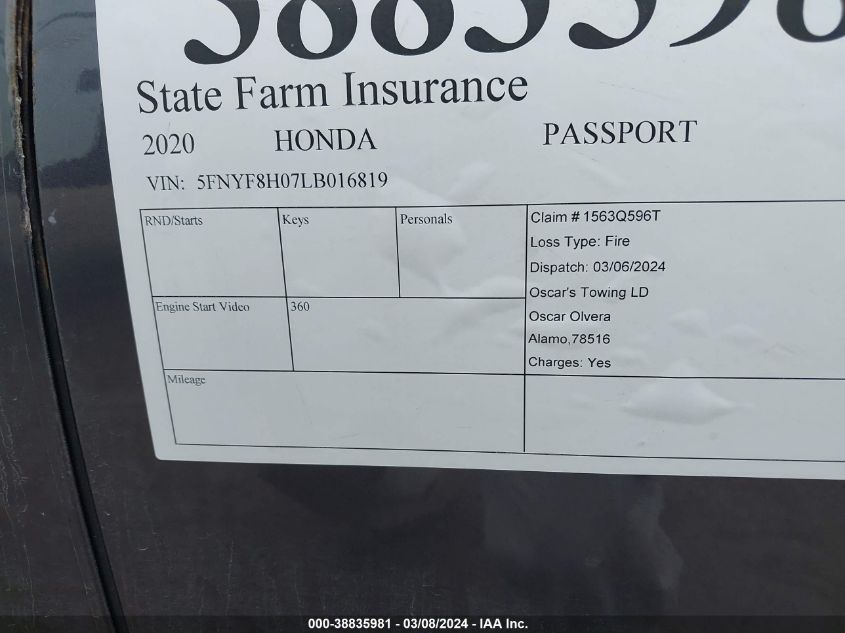 State Farm Insurance
2020 HONDA PASSPORT
VIN: 5FNYF8H07LB016819
RND/Starts
Keys
Personals
Engine Start Video
360
Mileage
Claim # 1563Q596T
Loss Type: Fire
Dispatch: 03/06/2024
Oscar's Towing LD
Oscar Olvera
Alamo,78516
Charges: Yes
000-38835981 / 03/08/2024 - IAA Inc.